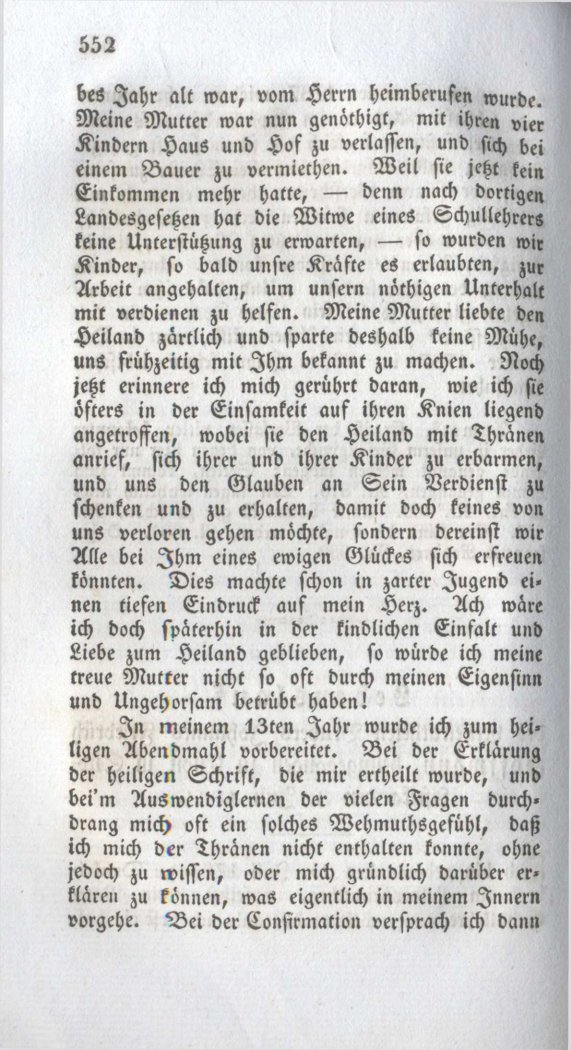 552
bes Jahr alt war, vom Herrn heimberufen wurde.
Meine Mutter war nun genöthigt, mit ihren vier
Kindern Haus und Hof zu verlassen, und sich bei
einem Bauer zu vermiethen. Weil sie jetzt kein
Einkommen mehr hatte, — denn nach dortigen
Landesgesetzen hat die Witwe eines Schullehrers
keine Unterstützung zu erwarten, — so wurden wir
Kinder, so bald unsre Kräfte es erlaubten, zur
Arbeit angehalten, um unsern nöthigen Unterhalt
mit verdienen zu helfen. Meine Mutter liebte den
Heiland zärtlich und sparte deshalb keine Mühe,
uns frühzeitig mit Ihm bekannt zu machen. Noch
jetzt erinnere ich mich gerührt daran, wie ich sie
öfters in der Einsamkeit auf ihren Knien liegend
angetroffen, wobei sie den Heiland mit Thränen
anrief, sich ihrer und ihrer Kinder zu erbarmen,
und uns den Glauben an Sein Verdienst zu
schenken und zu erhalten, damit doch keines von
uns verloren gehen möchte, sondern dereinst wir
Alle bei Ihm eines ewigen Glückes sich erfreuen
könnten. Dies machte schon in zarter Jugend ei-
nen tiefen Eindruck auf mein Herz. Ach wäre
ich doch späterhin in der kindlichen Einfalt und
Liebe zum Heiland geblieben, so würde ich meine
treue Mutter nicht so oft durch meinen Eigensinn
und Ungehorsam betrübt haben!
In meinem 13ten Jahr wurde ich zum hei-
ligen Abendmahl vorbereitet. Bei der Erklärung
der heiligen Schrift, die mir ertheilt wurde, und
bei'm Auswendiglernen der vielen Fragen durch-
drang mich oft ein solches Wehmuthsgefühl, daß
ich mich der Thränen nicht enthalten konnte, ohne
jedoch zu wissen, oder mich gründlich darüber er-
klären zu können, was eigentlich in meinem Innern
vorgehe. Bei der Confirmation versprach ich dann